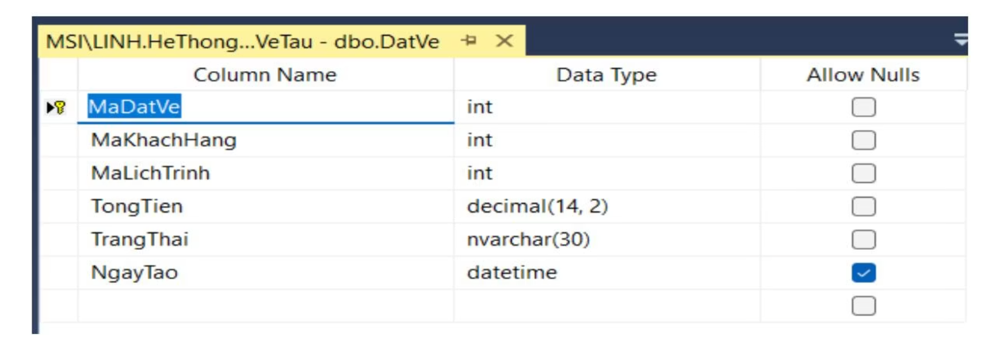 MSI\LINH.HeThong...VeTau - dbo.DatVe
Column Name Data Type Allow Nulls
MaDatVe int
MaKhachHang int
MaLichTrinh int
TongTien decimal(14, 2)
TrangThai nvarchar(30)
NgayTao datetime